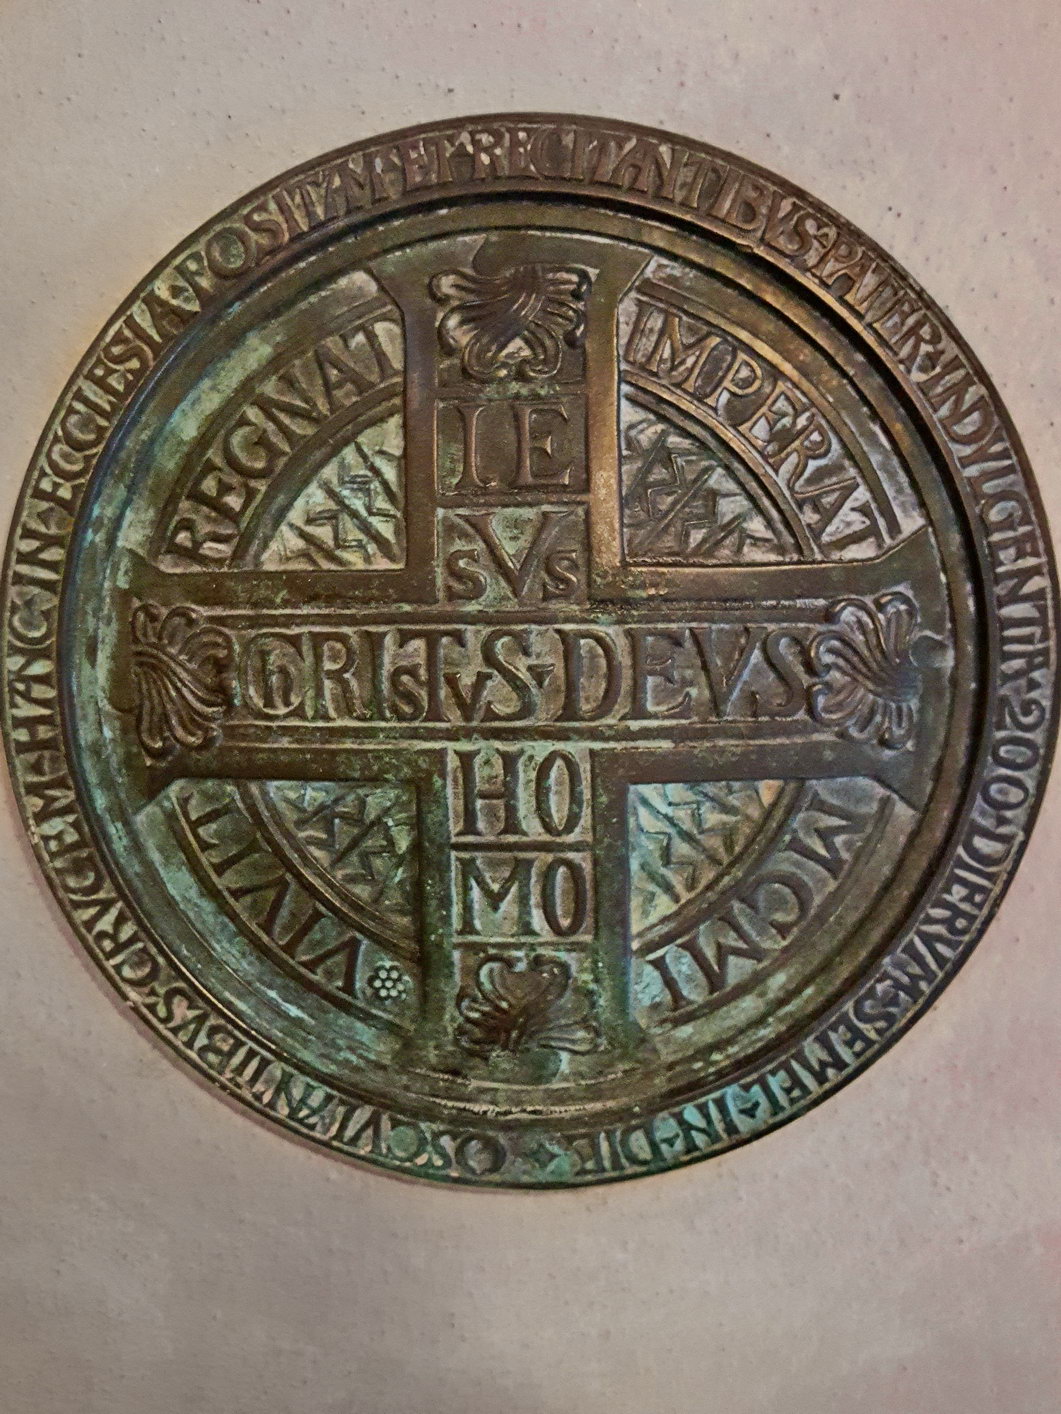 OSCVLANTIBVS·CRVCEM·HANC·IN·ECCLESIA·POSITAM·ET·RECITANTIBVS·PATER·INDVLGENTIA·200·DIERVM·SEMEL·IN·DIE·
REGNAT
IMPERAT
IE
SVS
CHRISTVS·DEVS
HO
MO
VIVIT
MCMI